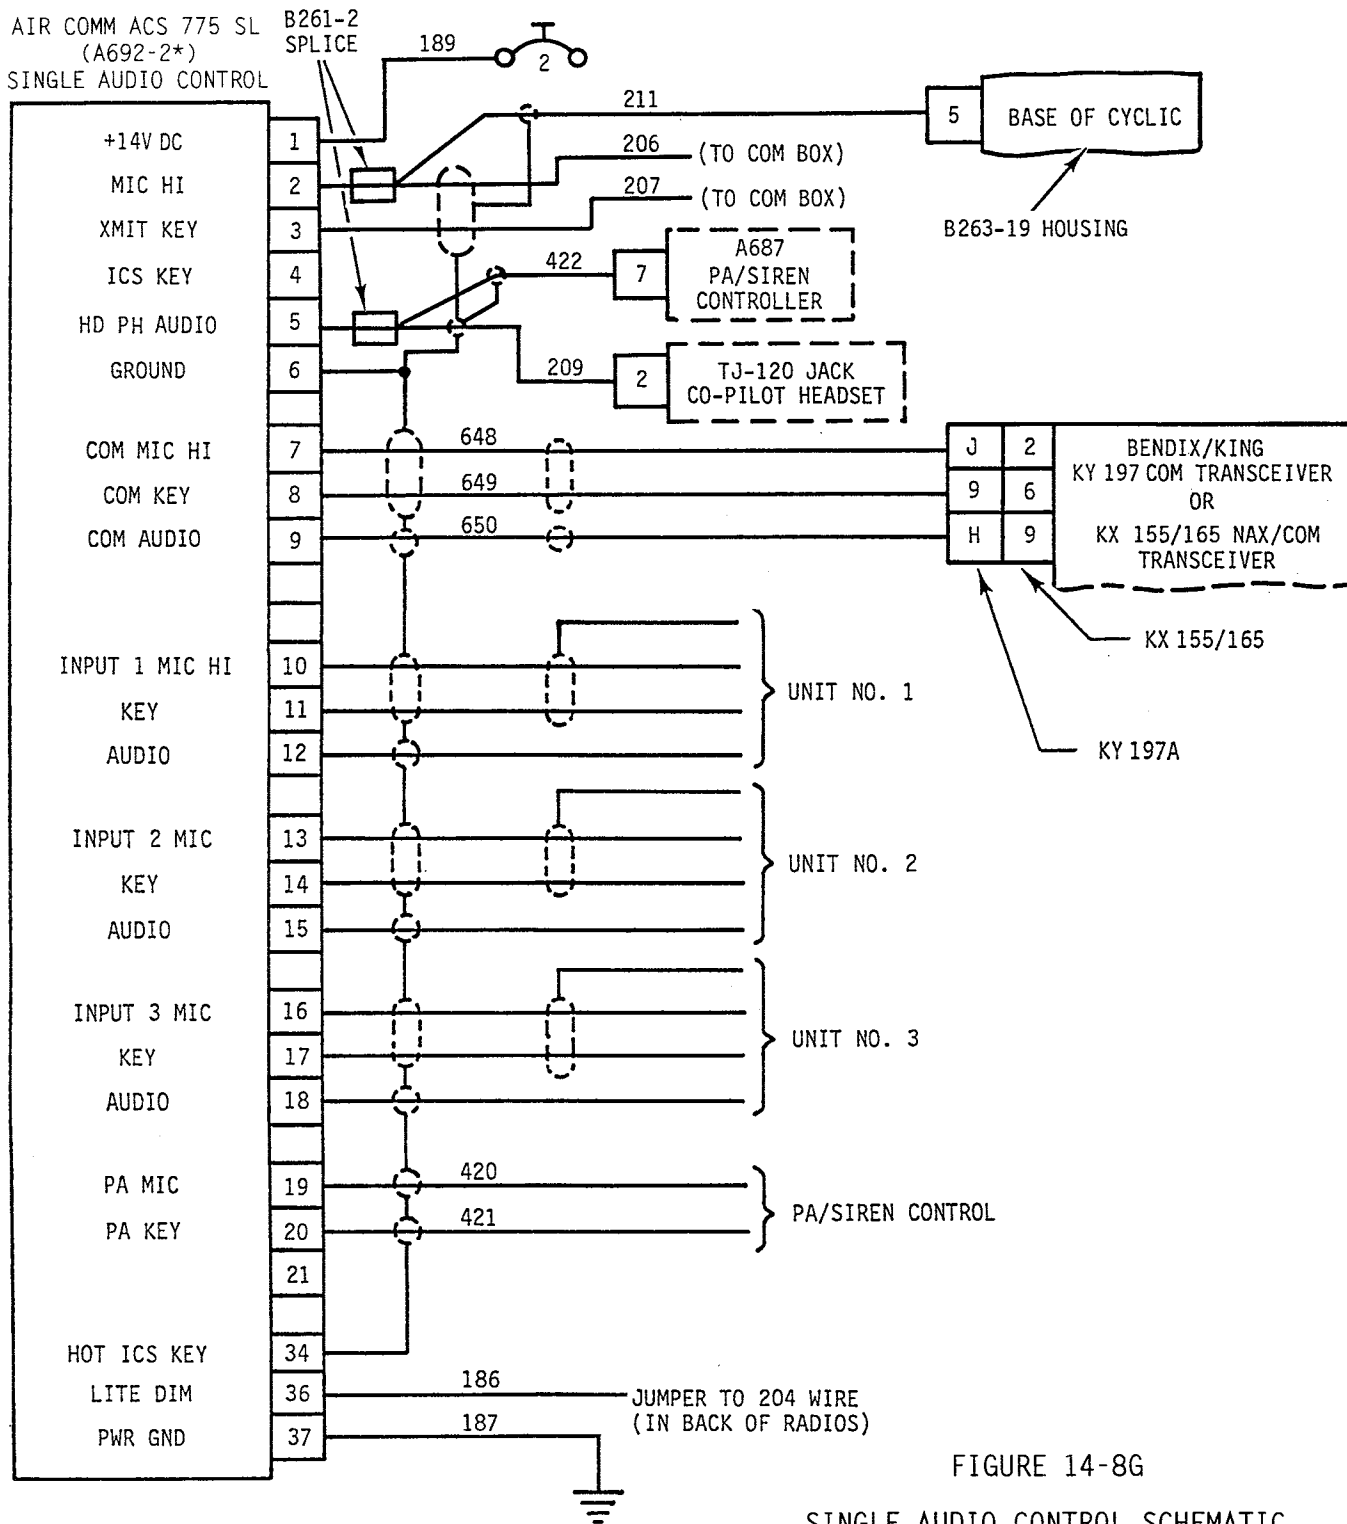 AIR COMM ACS 775 SL
(A692-2*)
SINGLE AUDIO CONTROL
B261-2
SPLICE
189
2
211
5
BASE OF CYCLIC
B263-19 HOUSING
+14V DC
1
MIC HI
2
206
(TO COM BOX)
XMIT KEY
3
207
(TO COM BOX)
ICS KEY
4
422
7
A687
PA/SIREN
CONTROLLER
HD PH AUDIO
5
GROUND
6
209
2
TJ-120 JACK
CO-PILOT HEADSET
COM MIC HI
7
648
J
2
COM KEY
8
649
9
6
COM AUDIO
9
650
H
9
BENDIX/KING
KY 197 COM TRANSCEIVER
OR
KX 155/165 NAX/COM
TRANSCEIVER
KX 155/165
KY 197A
INPUT 1 MIC HI
10
KEY
11
AUDIO
12
UNIT NO. 1
INPUT 2 MIC
13
KEY
14
AUDIO
15
UNIT NO. 2
INPUT 3 MIC
16
KEY
17
AUDIO
18
UNIT NO. 3
PA MIC
19
420
PA KEY
20
421
PA/SIREN CONTROL
21
HOT ICS KEY
34
LITE DIM
36
186
JUMPER TO 204 WIRE
(IN BACK OF RADIOS)
PWR GND
37
187
FIGURE 14-8G
SINGLE AUDIO CONTROL SCHEMATIC